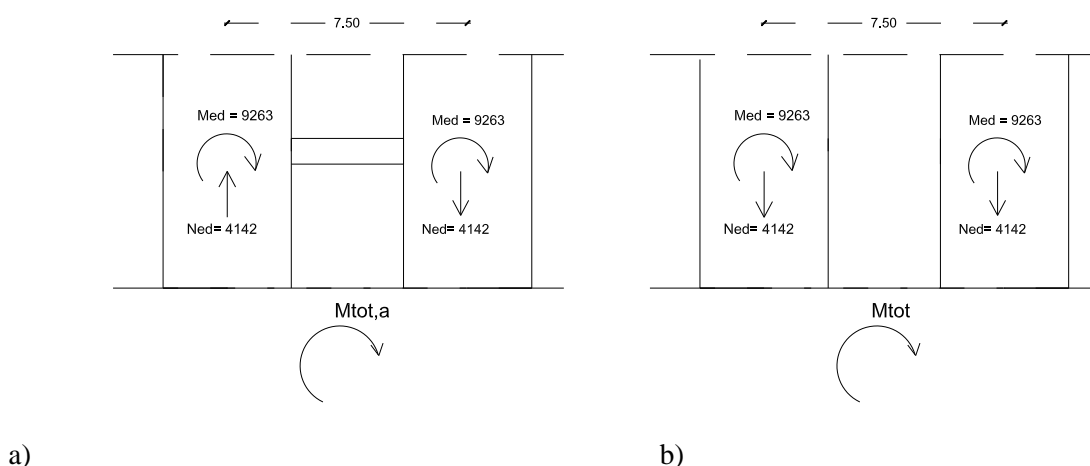 7.50
7.50
Med = 9263
Med = 9263
Ned= 4142
Ned= 4142
Mtot,a
Med = 9263
Med = 9263
Ned= 4142
Ned= 4142
Mtot
a)
b)